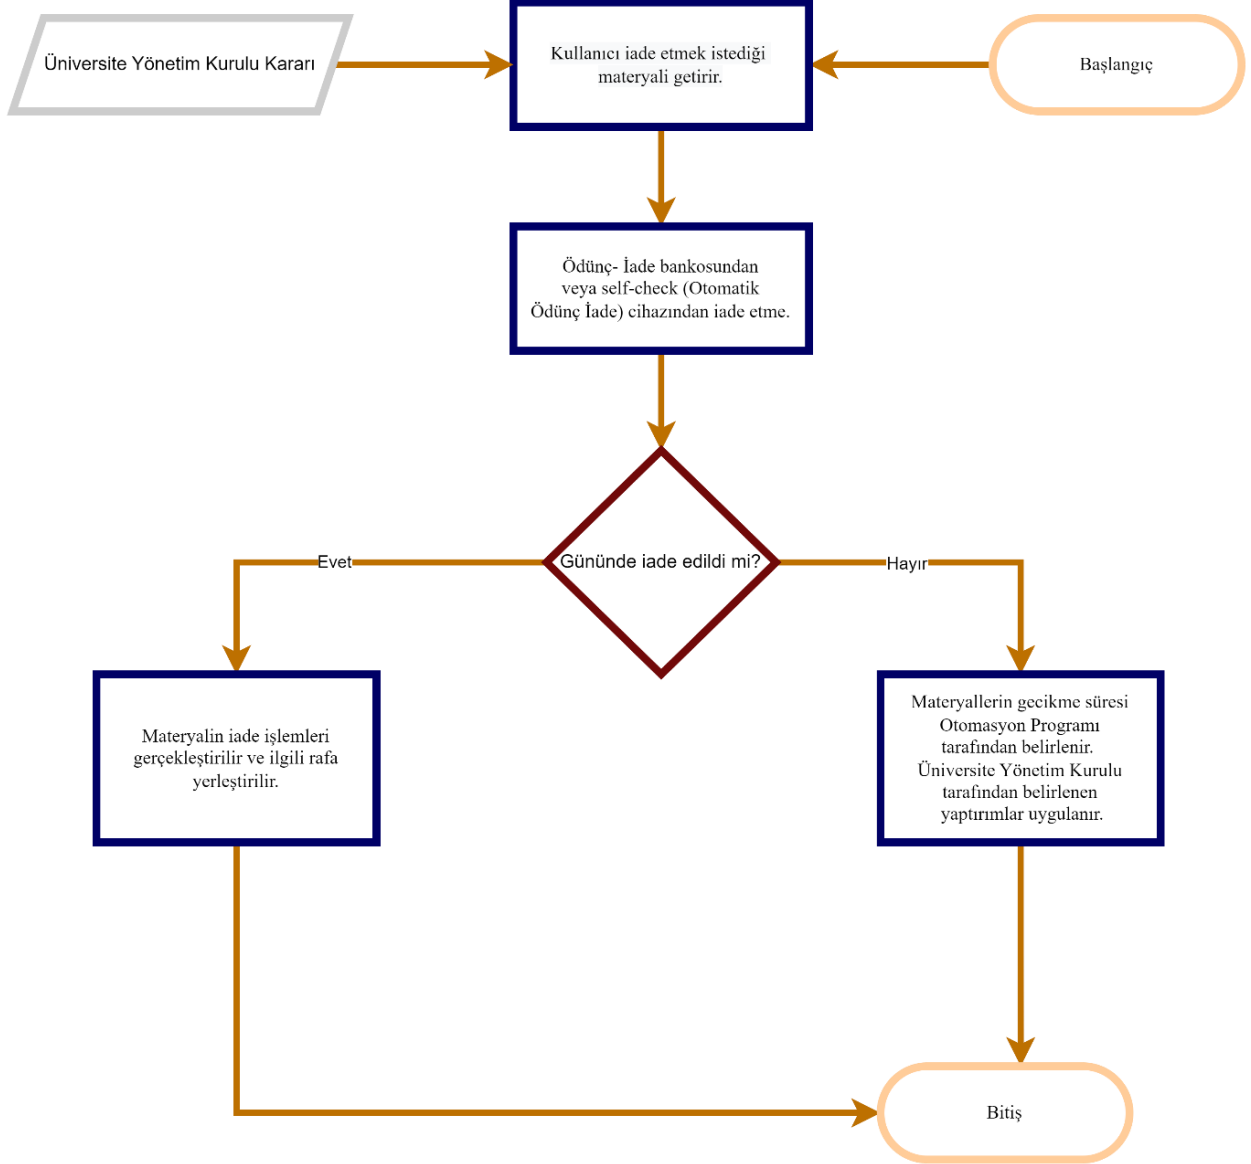 Üniversite Yönetim Kurulu Kararı
Kullanıcı iade etmek istediği
materyali getirir.
Başlangıç
Ödünç- İade bankosundan
veya self-check (Otomatik
Ödünç İade) cihazından iade etme.
Gününde iade edildi mi?
Evet
Hayır
Materyalin iade işlemleri
gerçekleştirilir ve ilgili rafa
yerleştirilir.
Materyallerin gecikme süresi
Otomasyon Programı
tarafından belirlenir.
Üniversite Yönetim Kurulu
tarafından belirlenen
yaptırımlar uygulanır.
Bitiş